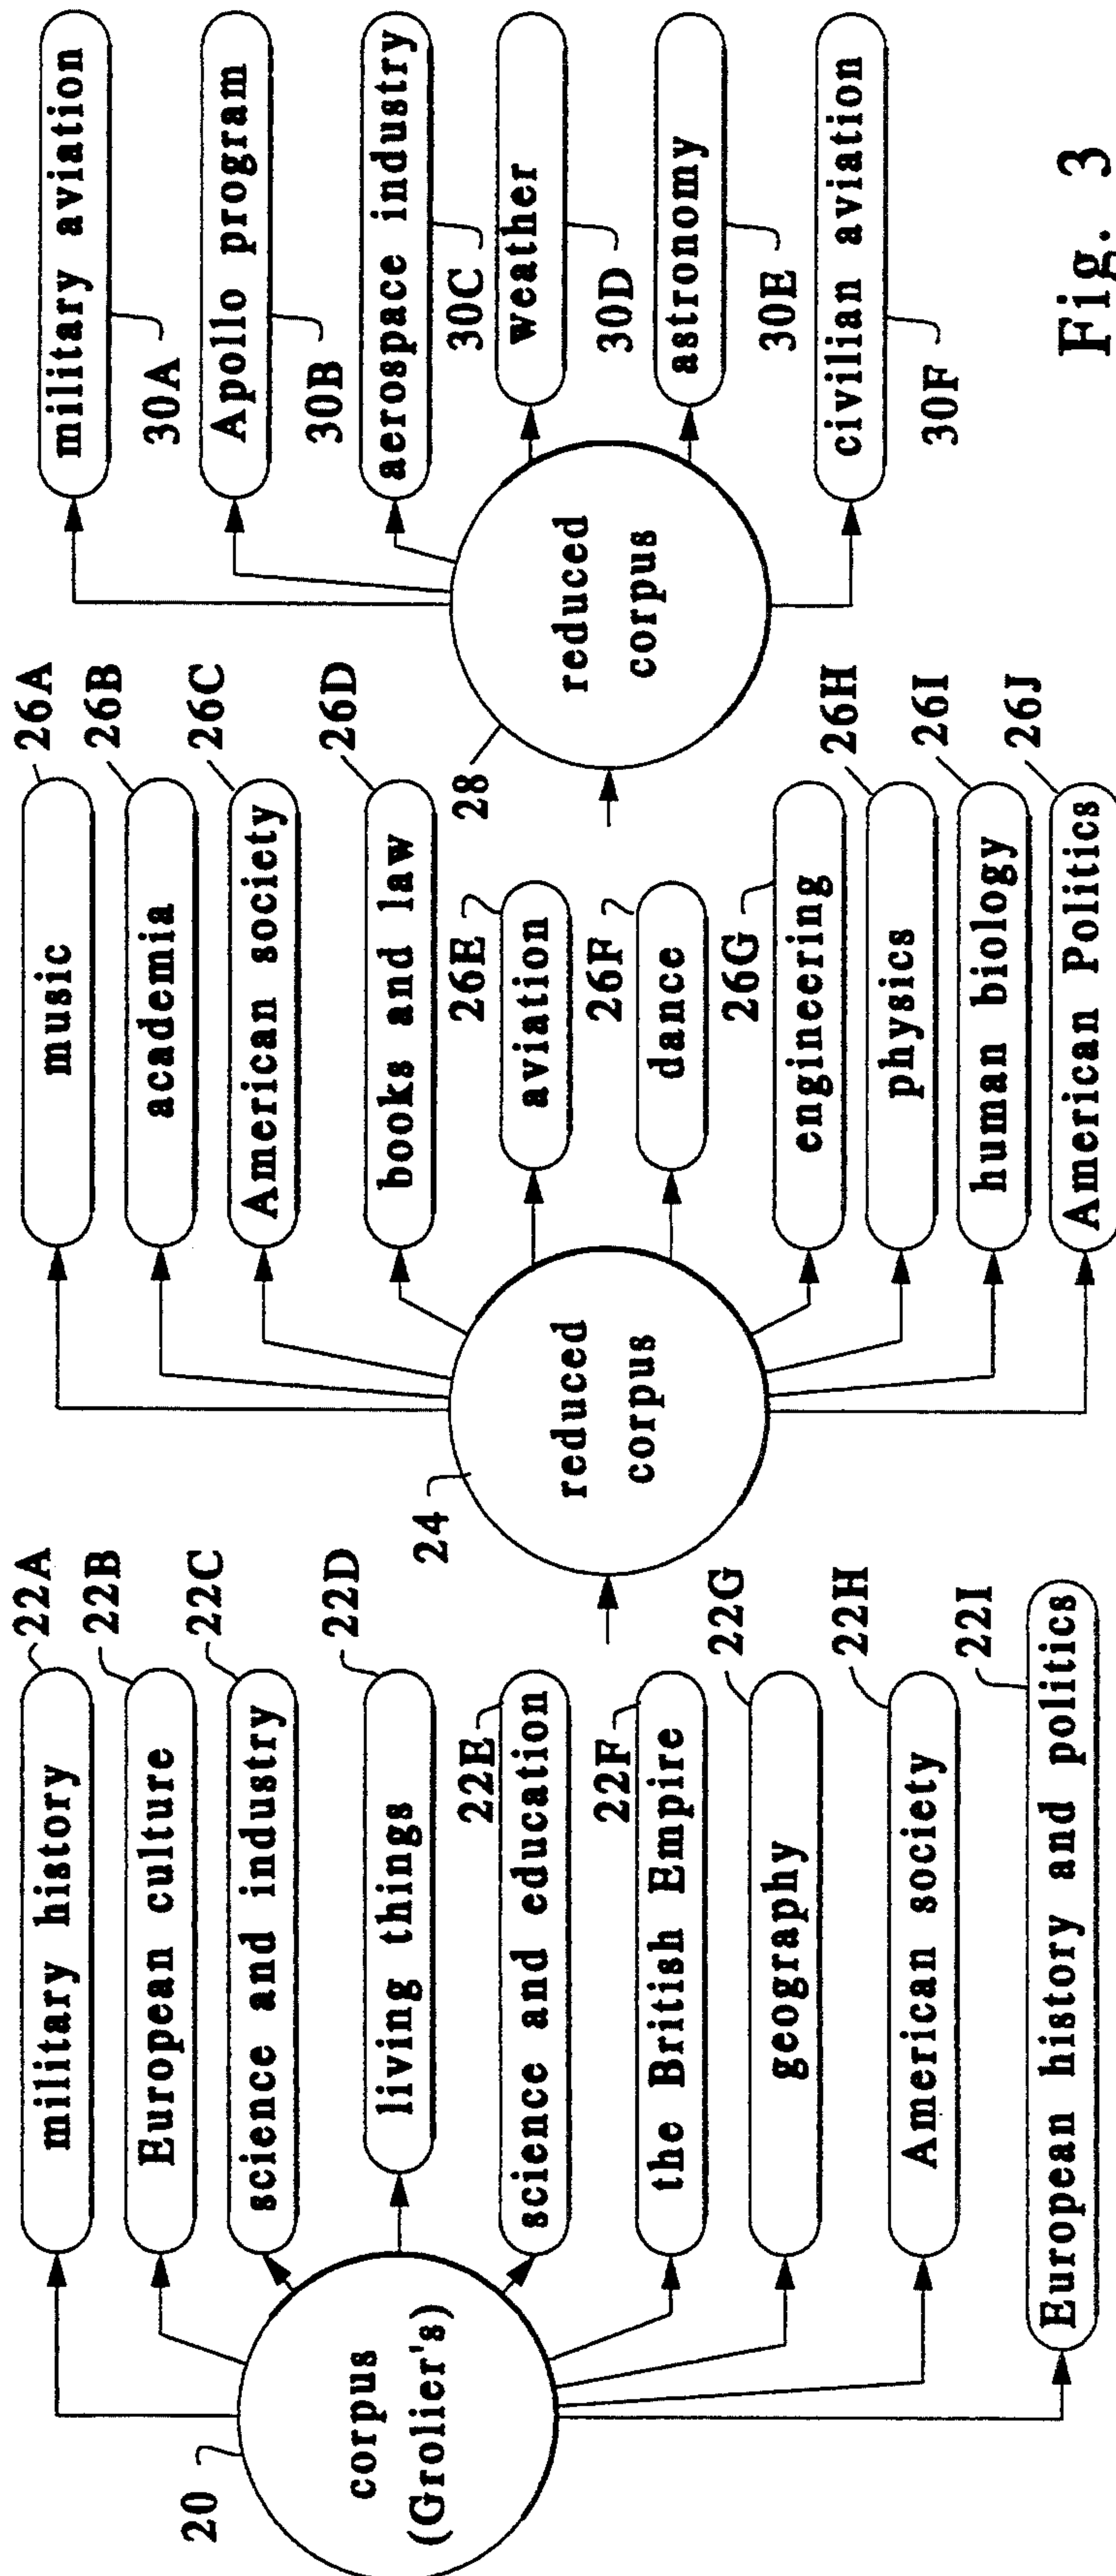 20
corpus
(Grolier's)
military history
22A
European culture
22B
science and industry
22C
living things
22D
science and education
22E
the British Empire
22F
geography
22G
American society
22H
European history and politics
22I
24
reduced
corpus
music
26A
academia
26B
American society
26C
books and law
26D
aviation
26E
dance
26F
engineering
26G
physics
26H
human biology
26I
American Politics
26J
28
reduced
corpus
military aviation
30A
Apollo program
30B
aerospace industry
30C
weather
30D
astronomy
30E
civilian aviation
30F
Fig. 3